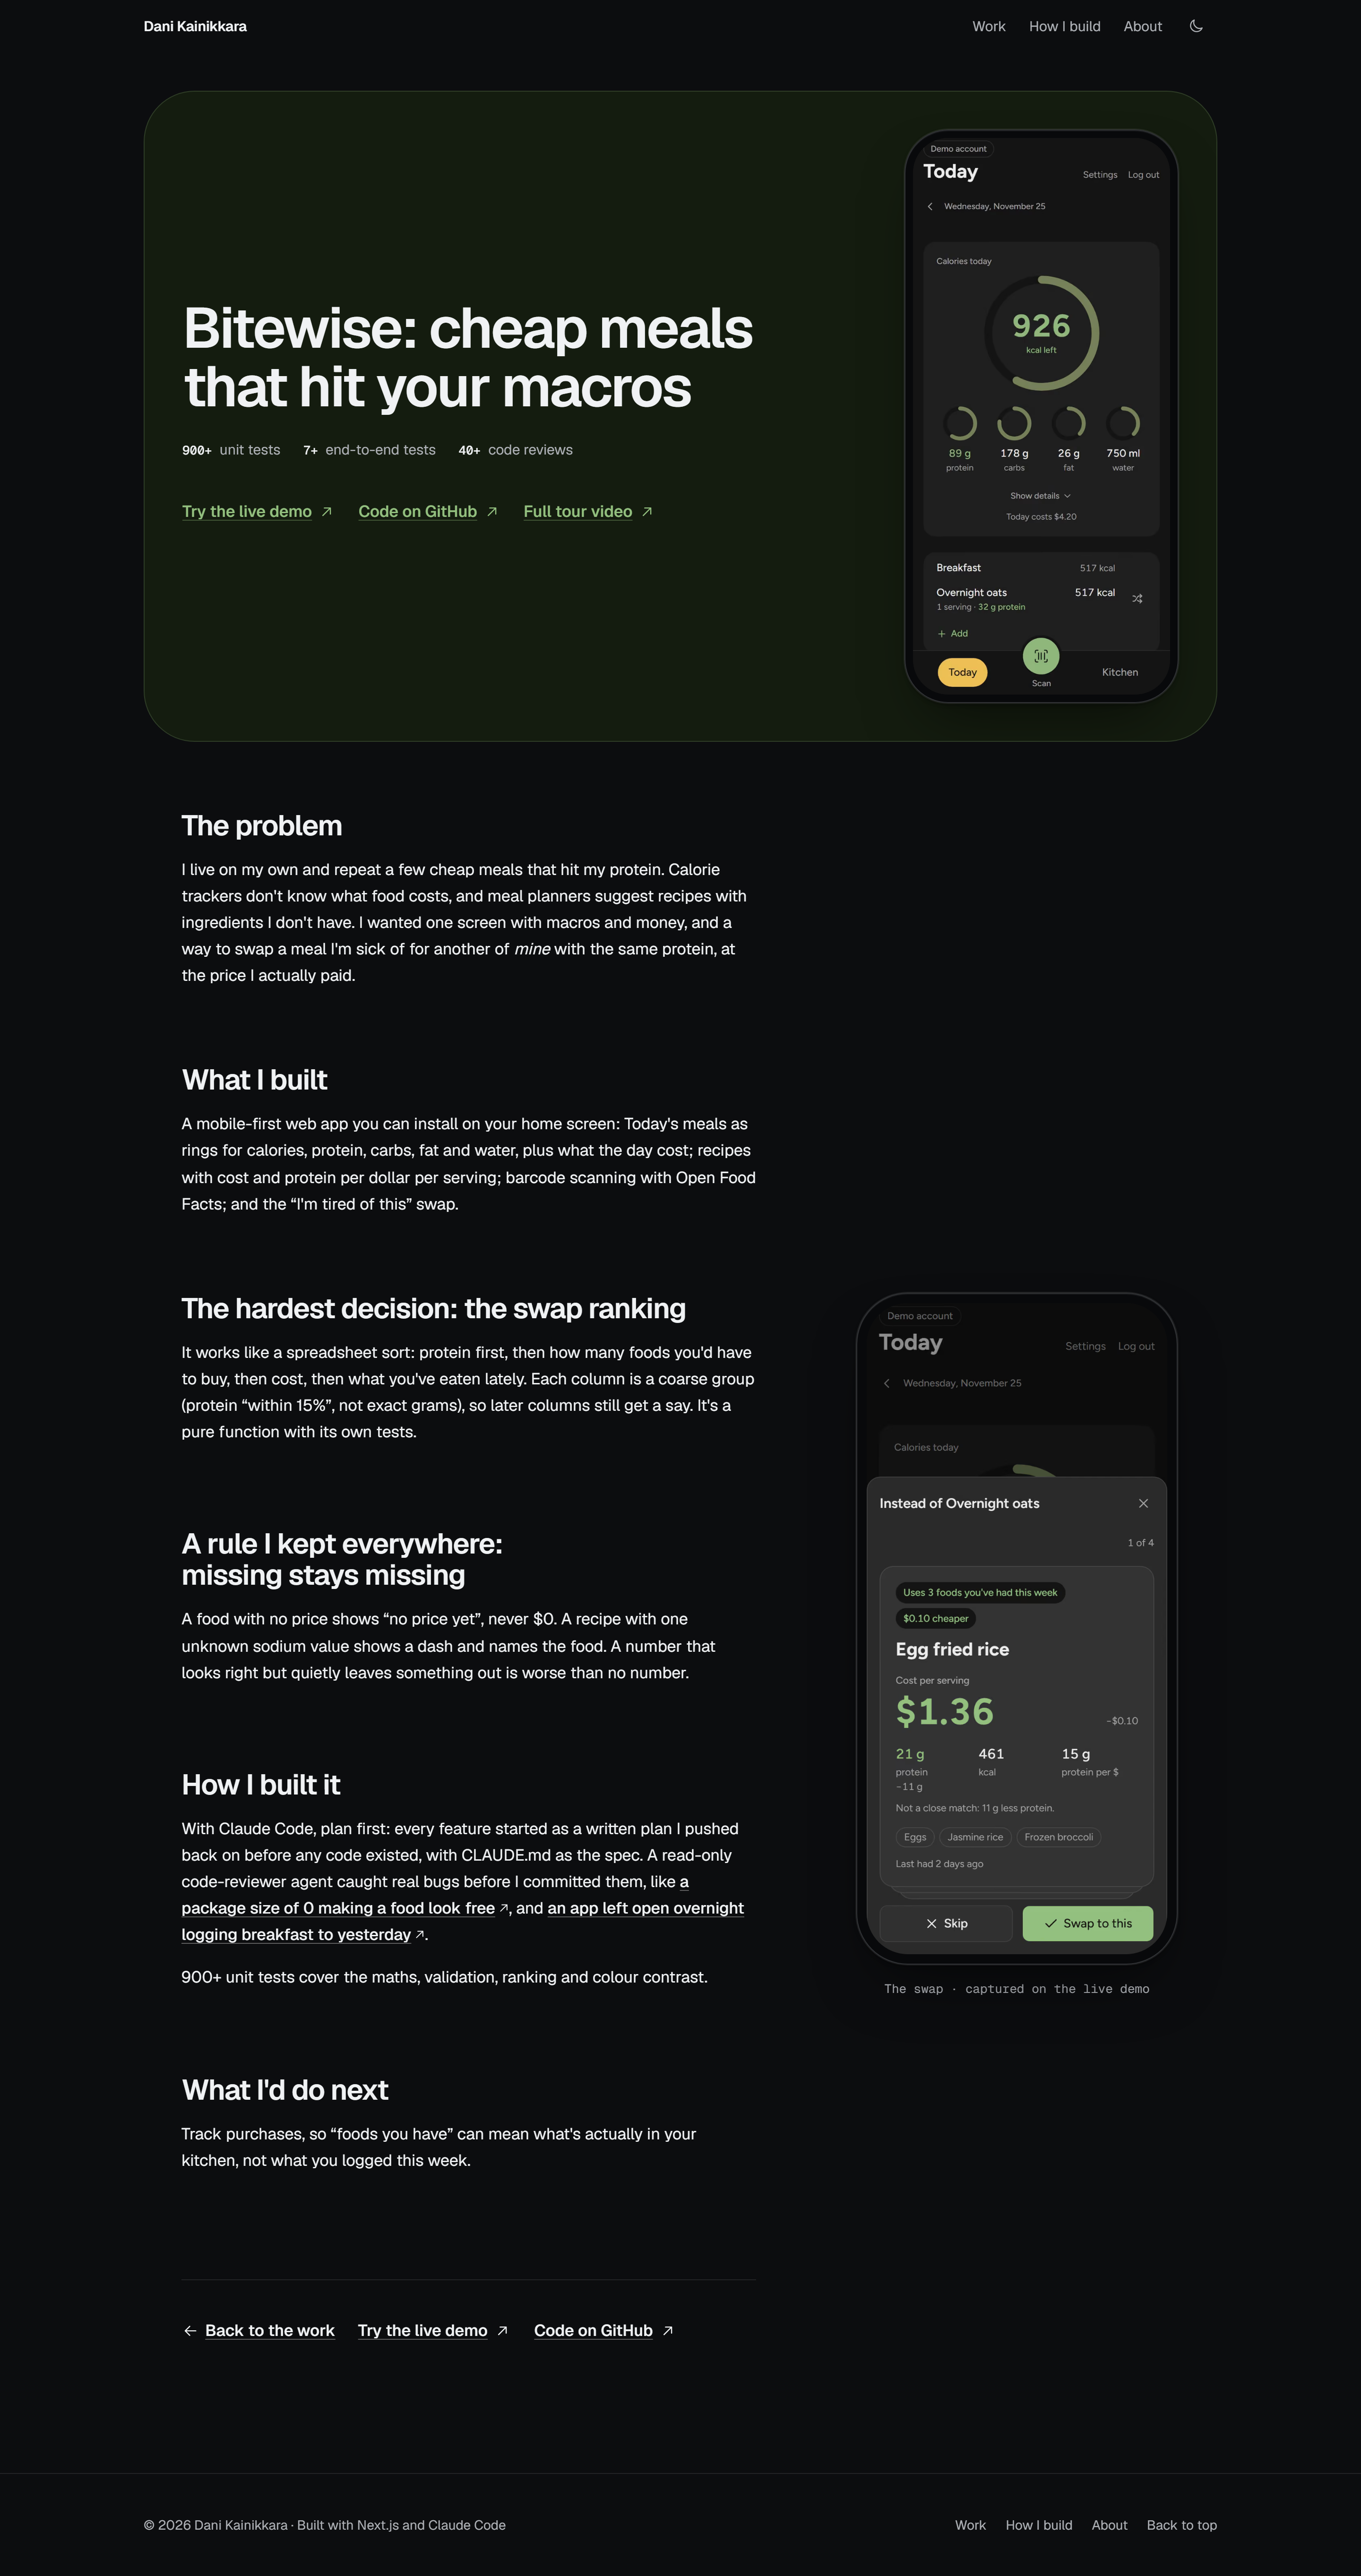 Dani Kainikkara
Work How I build About
Bitewise: cheap meals
that hit your macros
900+ unit tests 7+ end-to-end tests 40+ code reviews
Try the live demo ↗ Code on GitHub ↗ Full tour video ↗
Demo account
Today
Settings Log out
Wednesday, November 25
Calories today
926
kcal left
89 g 178 g 26 g 750 ml
protein carbs fat water
Show details
Today costs $4.20
Breakfast 517 kcal
Overnight oats 517 kcal
1 serving · 32 g protein
+ Add
Today Scan Kitchen
The problem
I live on my own and repeat a few cheap meals that hit my protein. Calorie
trackers don't know what food costs, and meal planners suggest recipes with
ingredients I don't have. I wanted one screen with macros and money, and a
way to swap a meal I'm sick of for another of mine with the same protein, at
the price I actually paid.
What I built
A mobile-first web app you can install on your home screen: Today's meals as
rings for calories, protein, carbs, fat and water, plus what the day cost; recipes
with cost and protein per dollar per serving; barcode scanning with Open Food
Facts; and the “I'm tired of this” swap.
The hardest decision: the swap ranking
It works like a spreadsheet sort: protein first, then how many foods you'd have
to buy, then cost, then what you've eaten lately. Each column is a coarse group
(protein “within 15%”, not exact grams), so later columns still get a say. It's a
pure function with its own tests.
A rule I kept everywhere:
missing stays missing
A food with no price shows “no price yet”, never $0. A recipe with one
unknown sodium value shows a dash and names the food. A number that
looks right but quietly leaves something out is worse than no number.
How I built it
With Claude Code, plan first: every feature started as a written plan I pushed
back on before any code existed, with CLAUDE.md as the spec. A read-only
code-reviewer agent caught real bugs before I committed them, like a
package size of 0 making a food look free ↗, and an app left open overnight
logging breakfast to yesterday ↗.
900+ unit tests cover the maths, validation, ranking and colour contrast.
What I'd do next
Track purchases, so “foods you have” can mean what's actually in your
kitchen, not what you logged this week.
Demo account
Today
Settings Log out
Wednesday, November 25
Calories today
Instead of Overnight oats
1 of 4
Uses 3 foods you've had this week
$0.10 cheaper
Egg fried rice
Cost per serving
$1.36 −$0.10
21 g 461 15 g
protein kcal protein per $
−11 g
Not a close match: 11 g less protein.
Eggs Jasmine rice Frozen broccoli
Last had 2 days ago
Skip Swap to this
The swap · captured on the live demo
← Back to the work Try the live demo ↗ Code on GitHub ↗
© 2026 Dani Kainikkara · Built with Next.js and Claude Code
Work How I build About Back to top